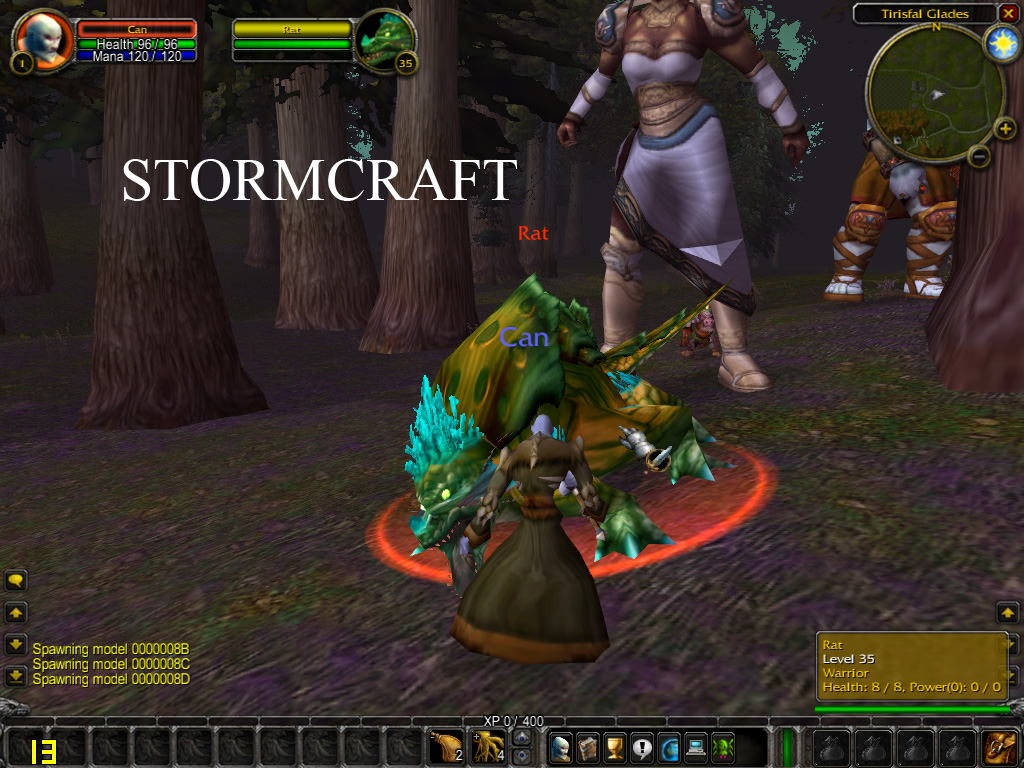 Can
Health 96 / 96
Mana 120 / 120
1
Rat
35
Tirisfal Glades
N
STORMCRAFT
Rat
Can
Spawning model 0000008B
Spawning model 0000008C
Spawning model 0000008D
Rat
Level 35
Warrior
Health: 8 / 8, Power(0): 0 / 0
XP 0 / 400
13
2
4